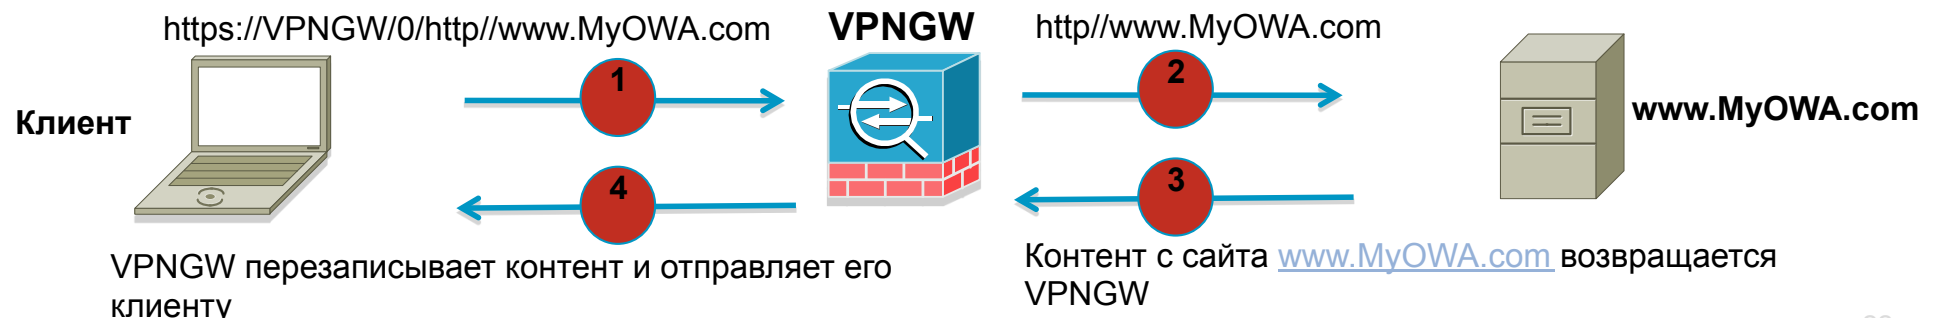 https://VPNGW/0/http//www.MyOWA.com
VPNGW
http//www.MyOWA.com
1
2
Клиент
www.MyOWA.com
4
3
VPNGW перезаписывает контент и отправляет его
клиенту
Контент с сайта www.MyOWA.com возвращается
VPNGW